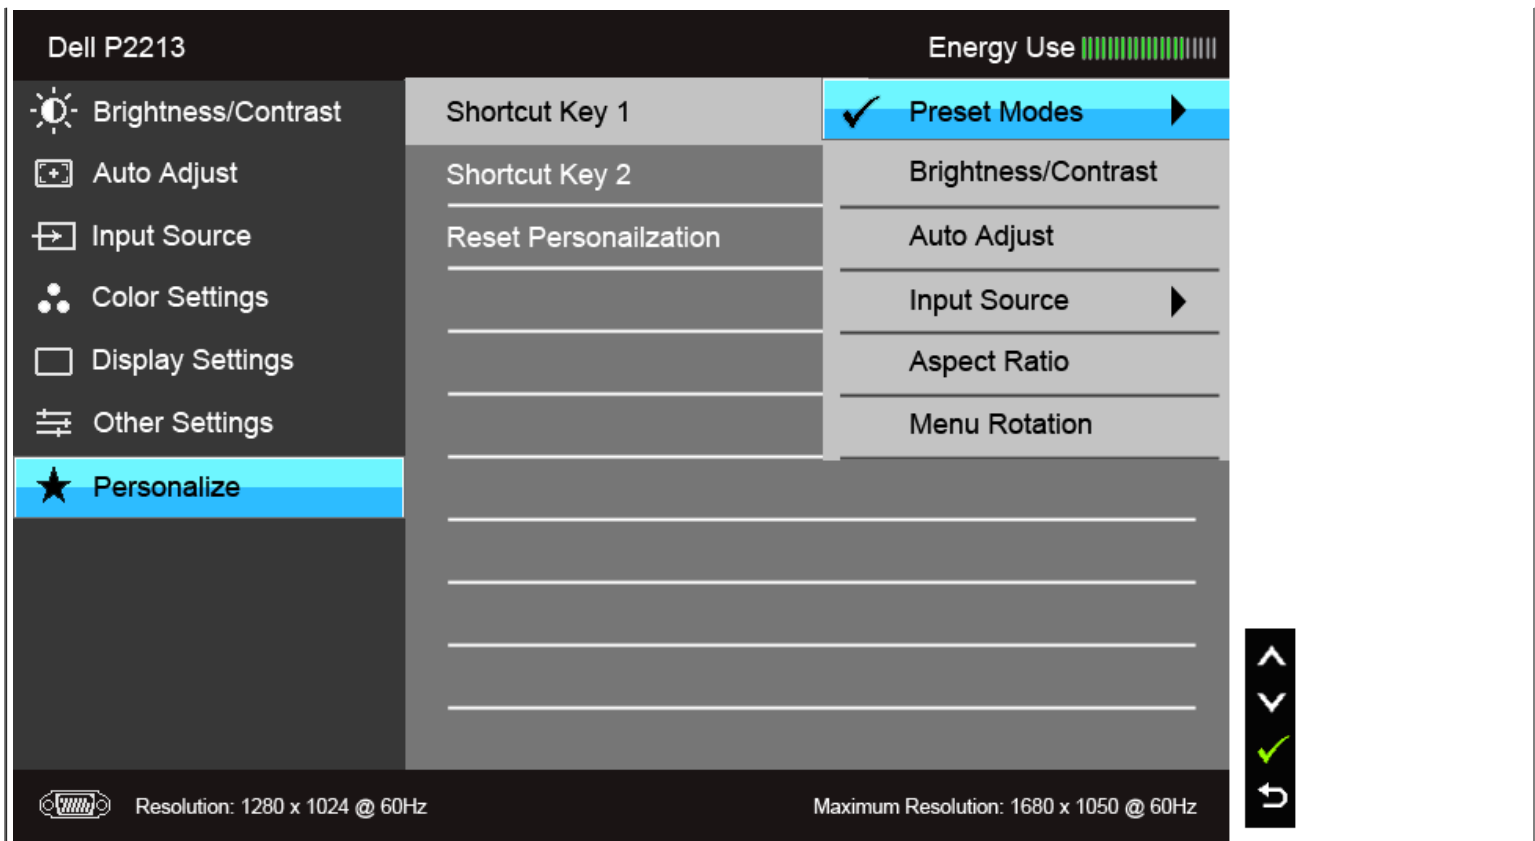 Dell P2213
Energy Use
Brightness/Contrast
Auto Adjust
Input Source
Color Settings
Display Settings
Other Settings
Personalize
Shortcut Key 1
Shortcut Key 2
Reset Personailzation
Preset Modes
Brightness/Contrast
Auto Adjust
Input Source
Aspect Ratio
Menu Rotation
Resolution: 1280 x 1024 @ 60Hz
Maximum Resolution: 1680 x 1050 @ 60Hz